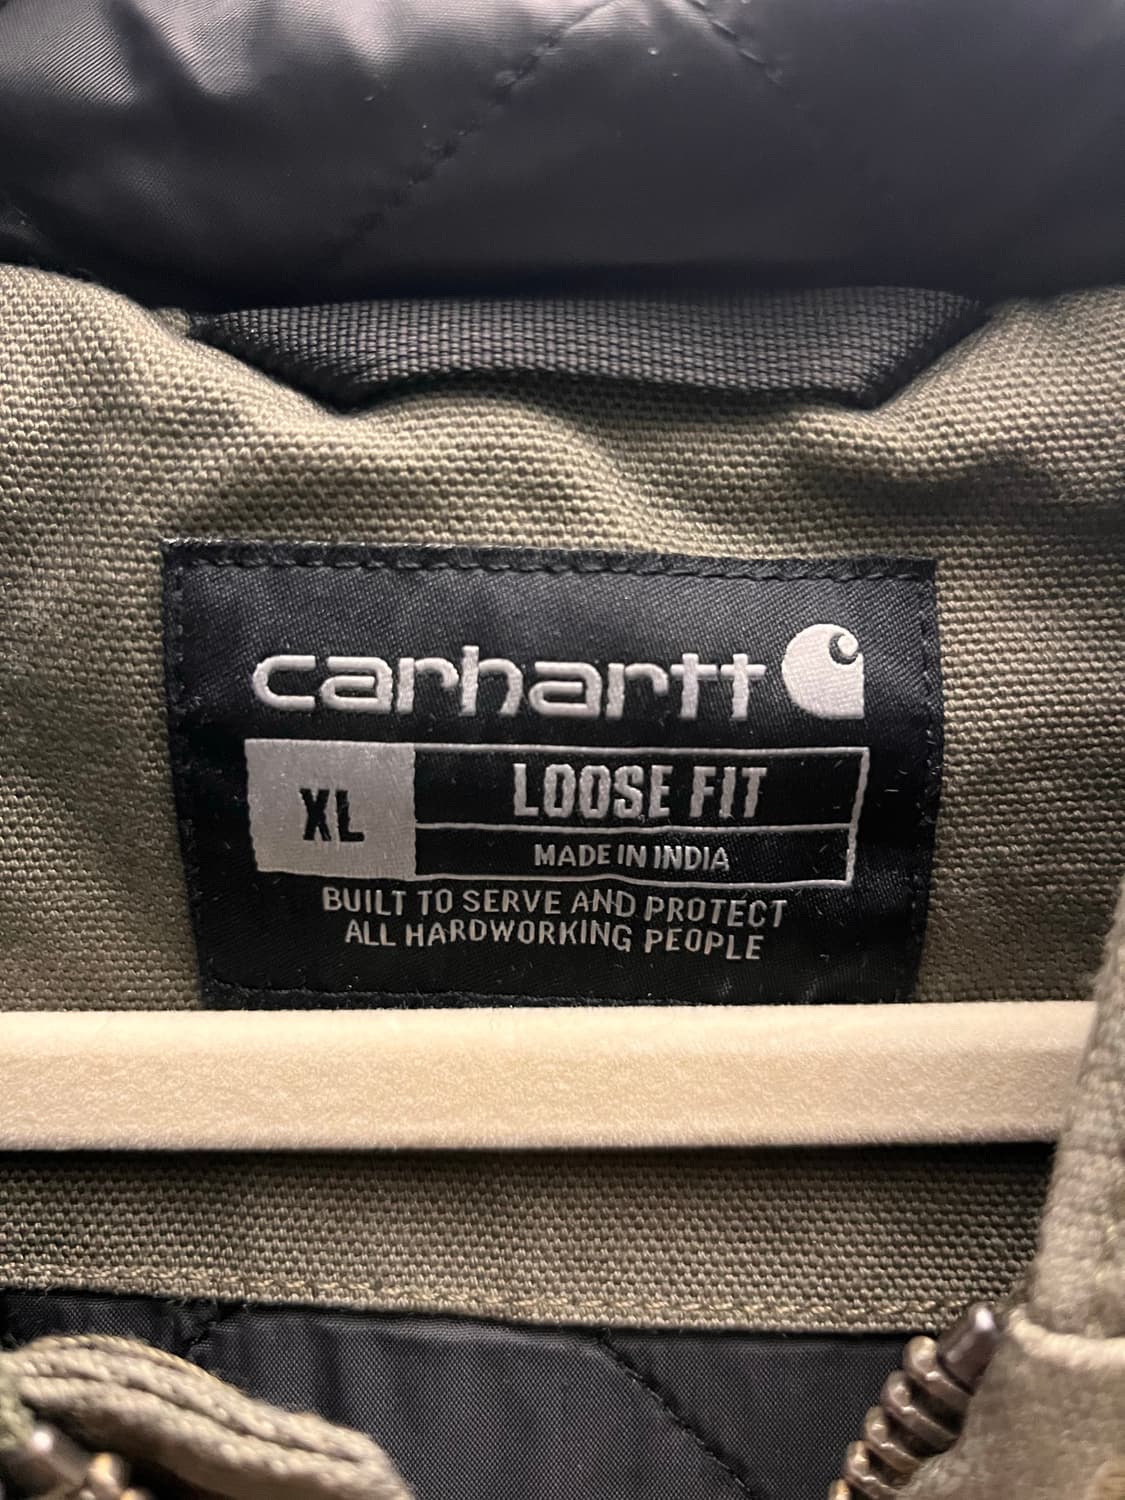 carhartt
XL
LOOSE FIT
MADE IN INDIA
BUILT TO SERVE AND PROTECT
ALL HARDWORKING PEOPLE